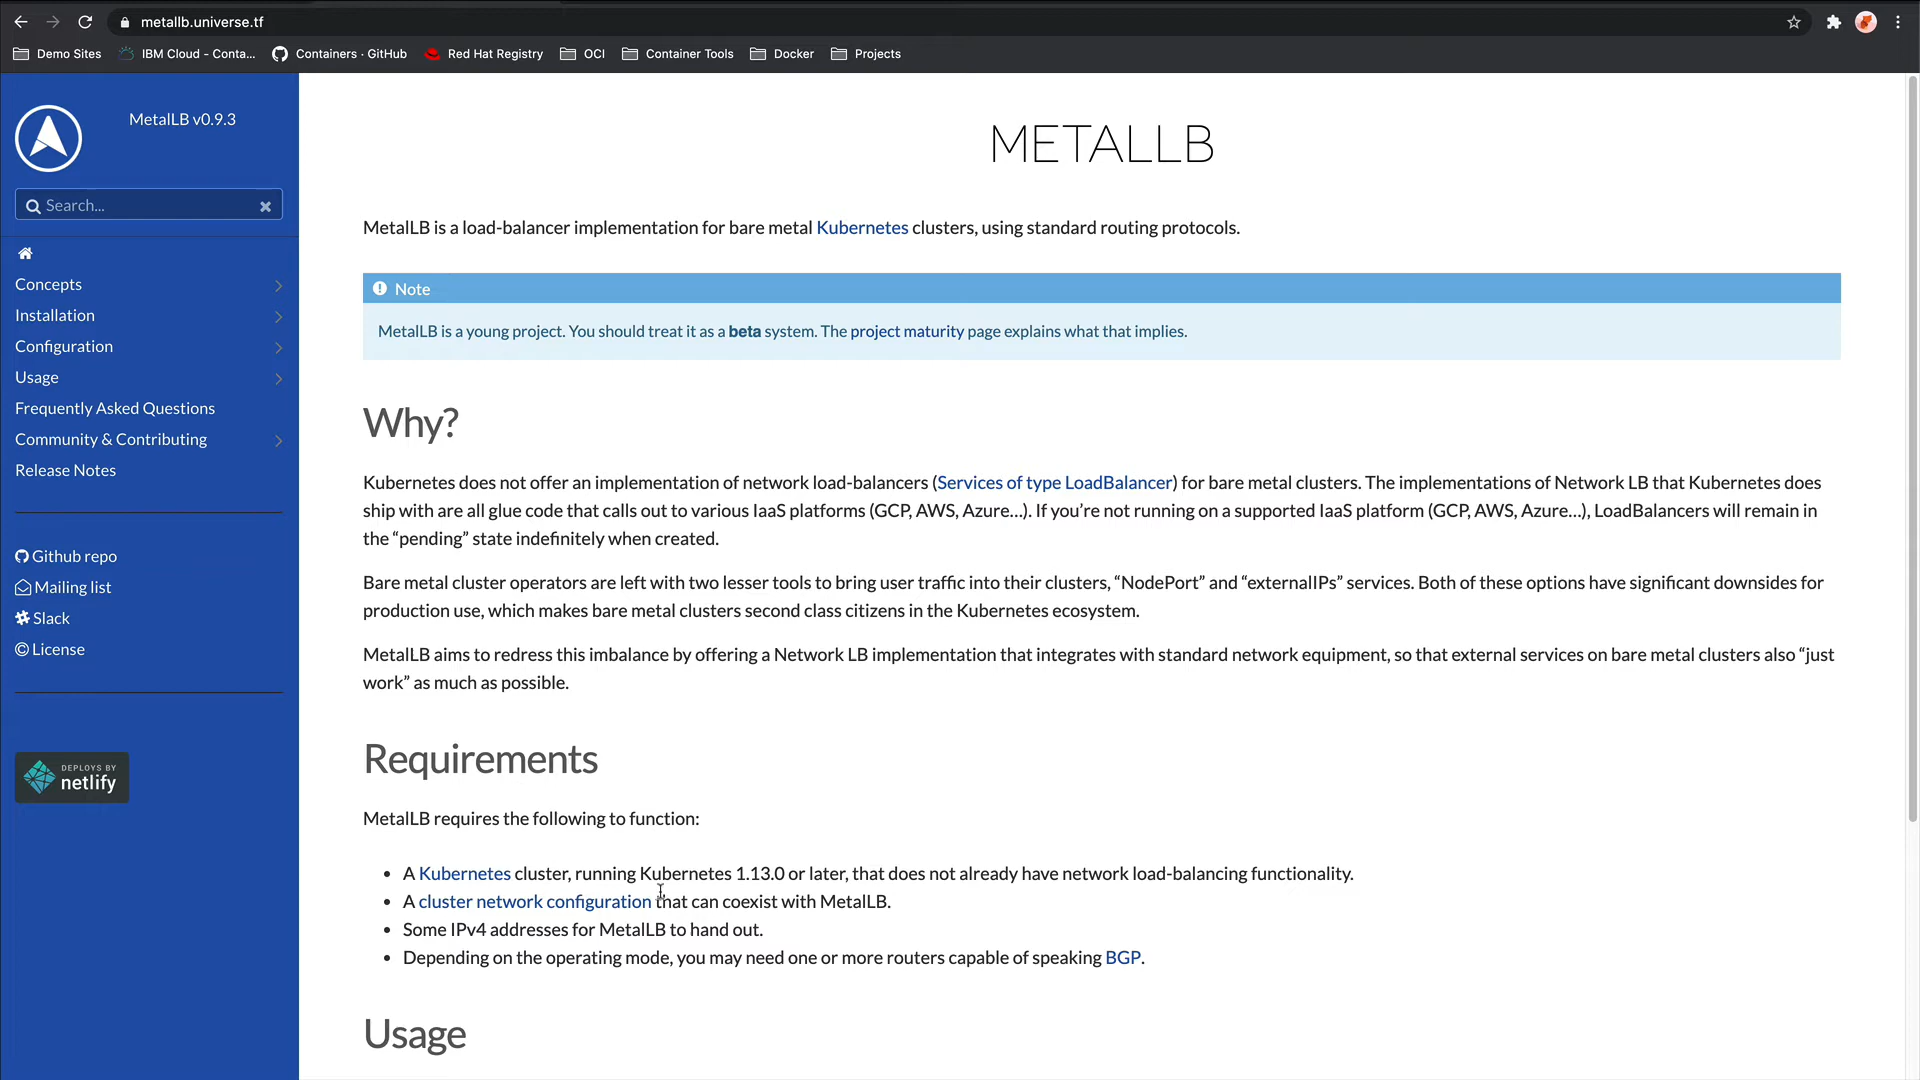 metallb.universe.tf
Demo Sites
IBM Cloud - Conta...
Containers · GitHub
Red Hat Registry
OCI
Container Tools
Docker
Projects
MetalLB v0.9.3
Search...
Concepts
Installation
Configuration
Usage
Frequently Asked Questions
Community & Contributing
Release Notes
Github repo
Mailing list
Slack
License
DEPLOYS BY
netlify
METALLB
MetalLB is a load-balancer implementation for bare metal Kubernetes clusters, using standard routing protocols.
Note
MetalLB is a young project. You should treat it as a beta system. The project maturity page explains what that implies.
Why?
Kubernetes does not offer an implementation of network load-balancers (Services of type LoadBalancer) for bare metal clusters. The implementations of Network LB that Kubernetes does
ship with are all glue code that calls out to various IaaS platforms (GCP, AWS, Azure…). If you’re not running on a supported IaaS platform (GCP, AWS, Azure…), LoadBalancers will remain in
the “pending” state indefinitely when created.
Bare metal cluster operators are left with two lesser tools to bring user traffic into their clusters, “NodePort” and “externalIPs” services. Both of these options have significant downsides for
production use, which makes bare metal clusters second class citizens in the Kubernetes ecosystem.
MetalLB aims to redress this imbalance by offering a Network LB implementation that integrates with standard network equipment, so that external services on bare metal clusters also “just
work” as much as possible.
Requirements
MetalLB requires the following to function:
• A Kubernetes cluster, running Kubernetes 1.13.0 or later, that does not already have network load-balancing functionality.
• A cluster network configuration that can coexist with MetalLB.
• Some IPv4 addresses for MetalLB to hand out.
• Depending on the operating mode, you may need one or more routers capable of speaking BGP.
Usage